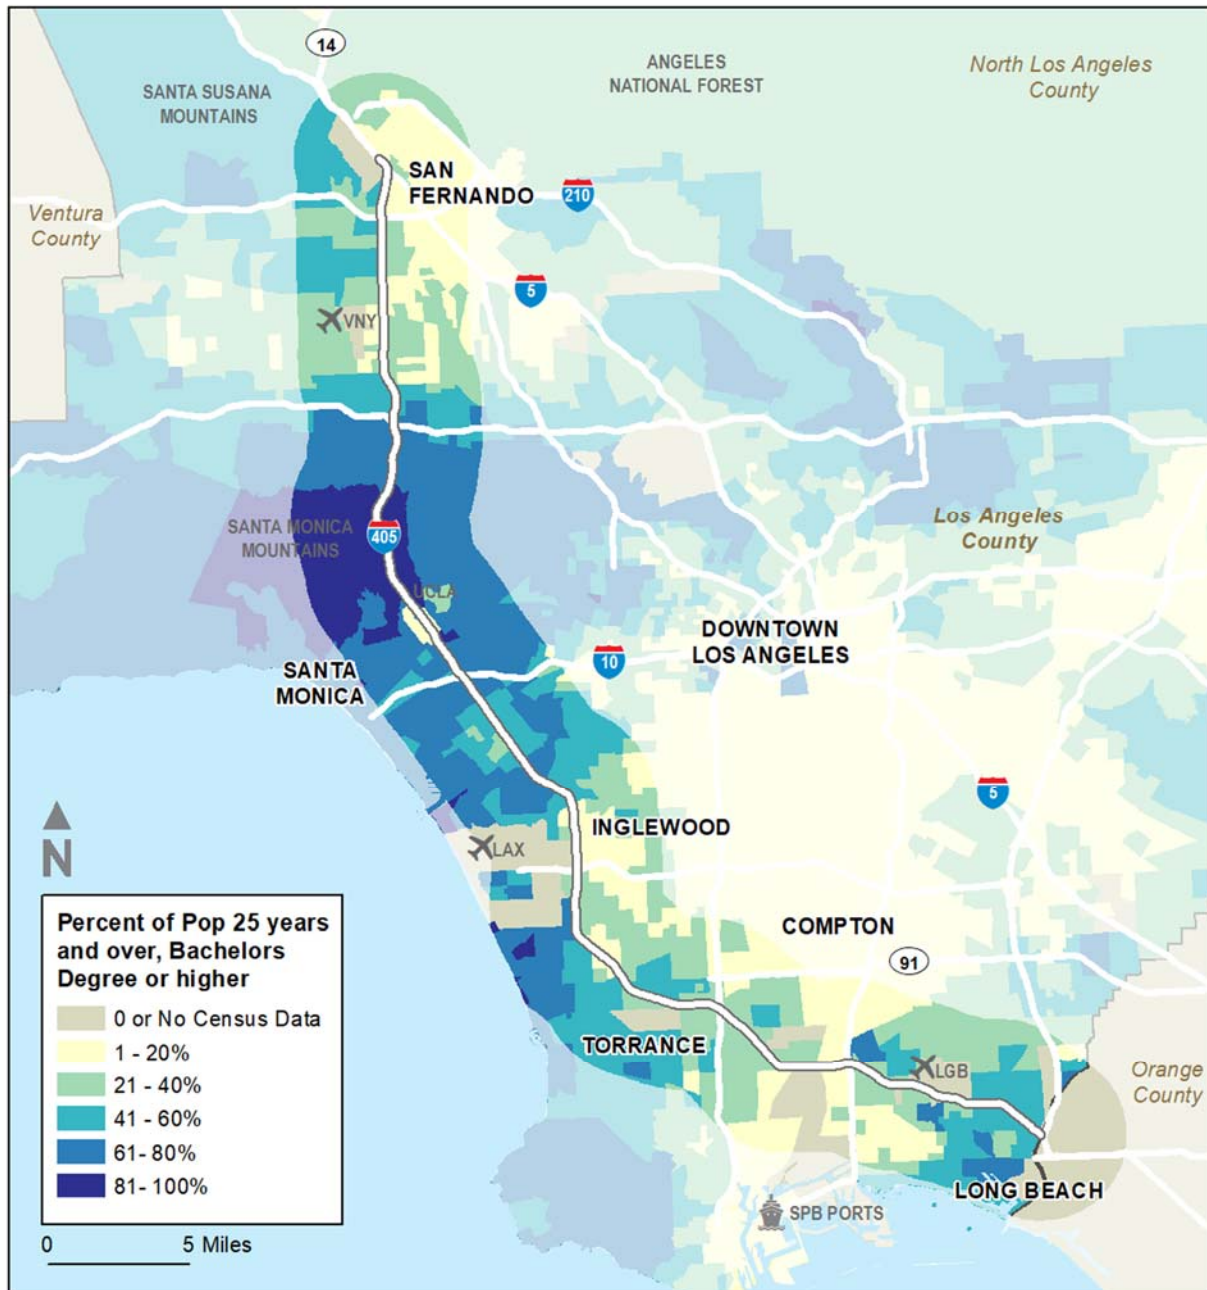 14
ANGELES
NATIONAL FOREST
North Los Angeles
County
SANTA SUSANA
MOUNTAINS
SAN
FERNANDO
210
Ventura
County
5
VNY
SANTA MONICA
MOUNTAINS
405
Los Angeles
County
UCLA
DOWNTOWN
LOS ANGELES
10
SANTA
MONICA
5
INGLEWOOD
LAX
N
COMPTON
91
TORRANCE
LGB
Orange
County
LONG BEACH
SPB PORTS
Percent of Pop 25 years
and over, Bachelors
Degree or higher
0 or No Census Data
1 - 20%
21 - 40%
41 - 60%
61- 80%
81- 100%
0 5 Miles